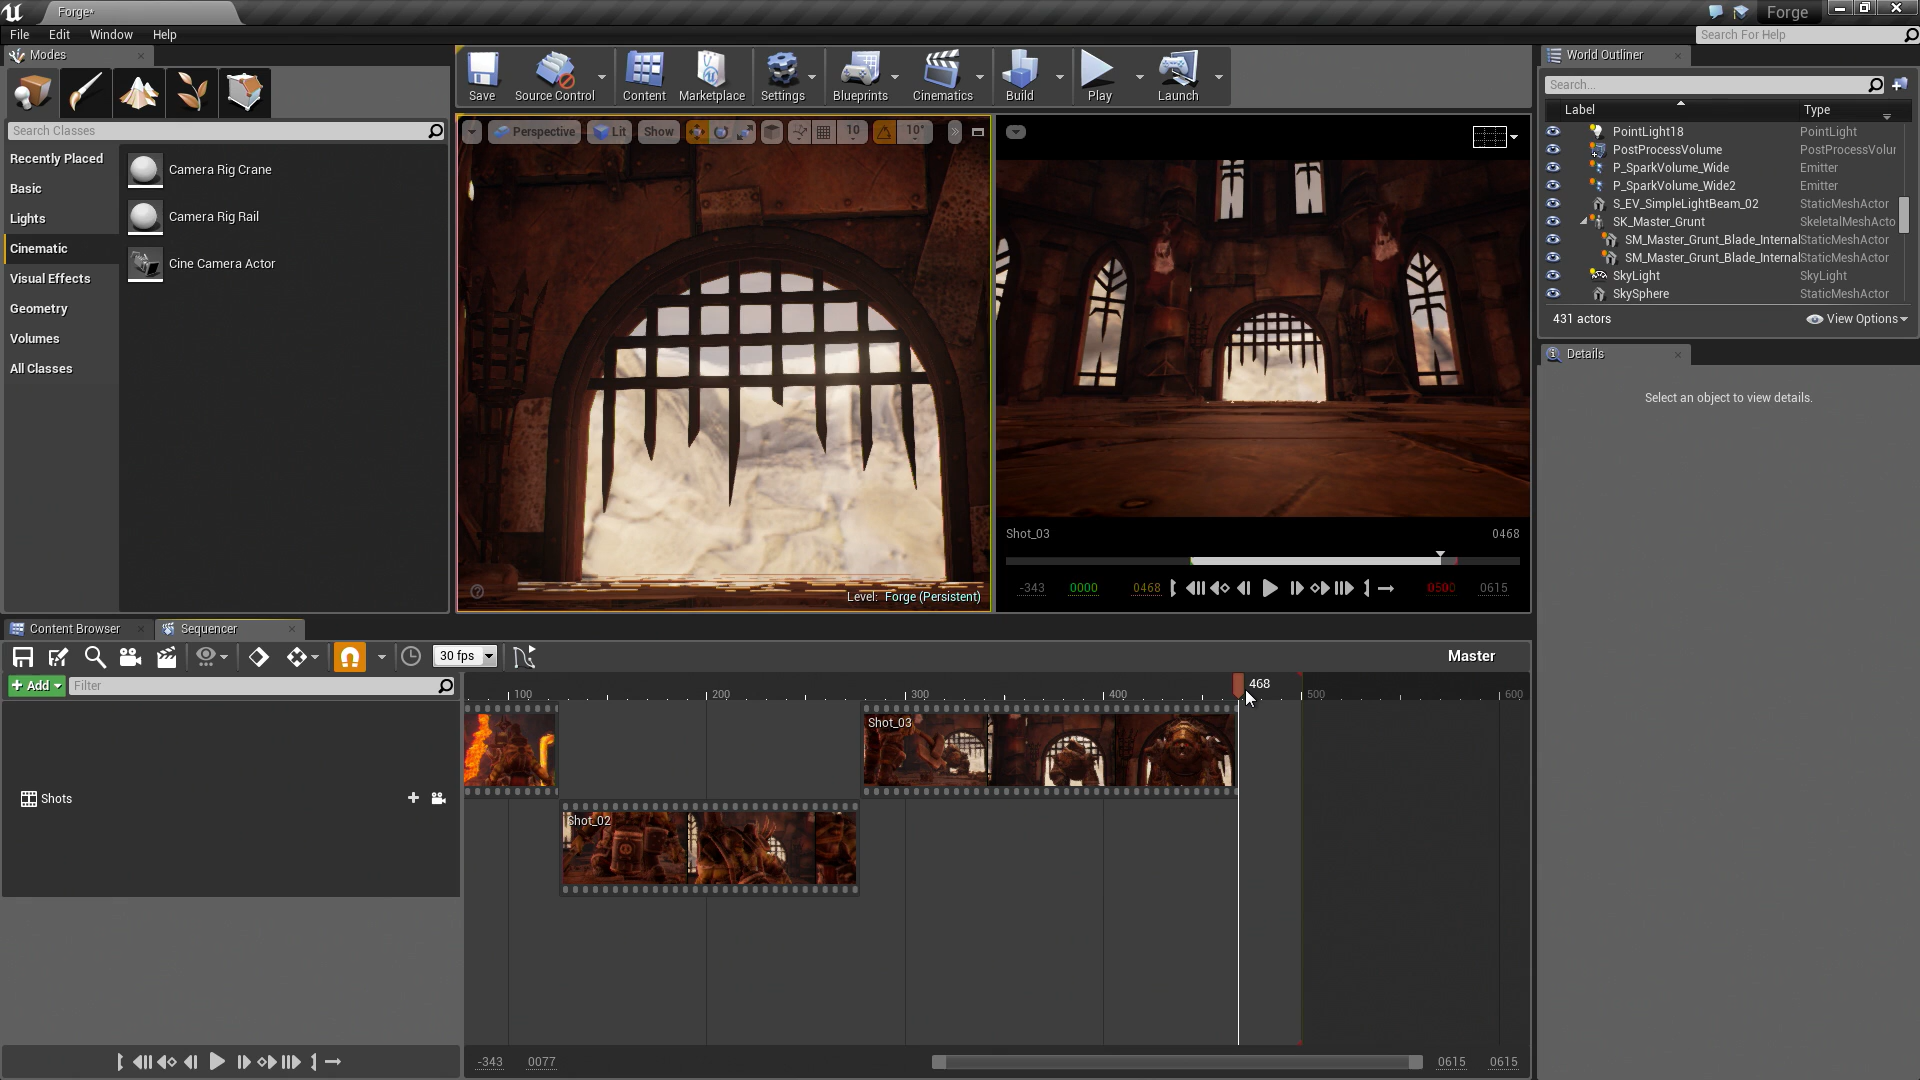 Forge*
Forge
File Edit Window Help
Search For Help
Modes
Save Source Control Content Marketplace Settings Blueprints Cinematics Build Play Launch
World Outliner
Search...
Label Type
Search Classes
Recently Placed
Basic
Lights
Cinematic
Visual Effects
Geometry
Volumes
All Classes
Camera Rig Crane
Camera Rig Rail
Cine Camera Actor
Perspective Lit Show 10 10°
Level: Forge (Persistent)
Shot_03 0468
-343 0000 0468 0500 0615
PointLight18 PointLight
PostProcessVolume PostProcessVolur
P_SparkVolume_Wide Emitter
P_SparkVolume_Wide2 Emitter
S_EV_SimpleLightBeam_02 StaticMeshActor
SK_Master_Grunt SkeletalMeshActo
SM_Master_Grunt_Blade_Internal StaticMeshActor
SM_Master_Grunt_Blade_Internal StaticMeshActor
SkyLight SkyLight
SkySphere StaticMeshActor
431 actors View Options
Details
Select an object to view details.
Content Browser Sequencer
30 fps Master
Add Filter
100 200 300 400 468 500 600
Shots
Shot_03
Shot_02
-343 0077 0615 0615